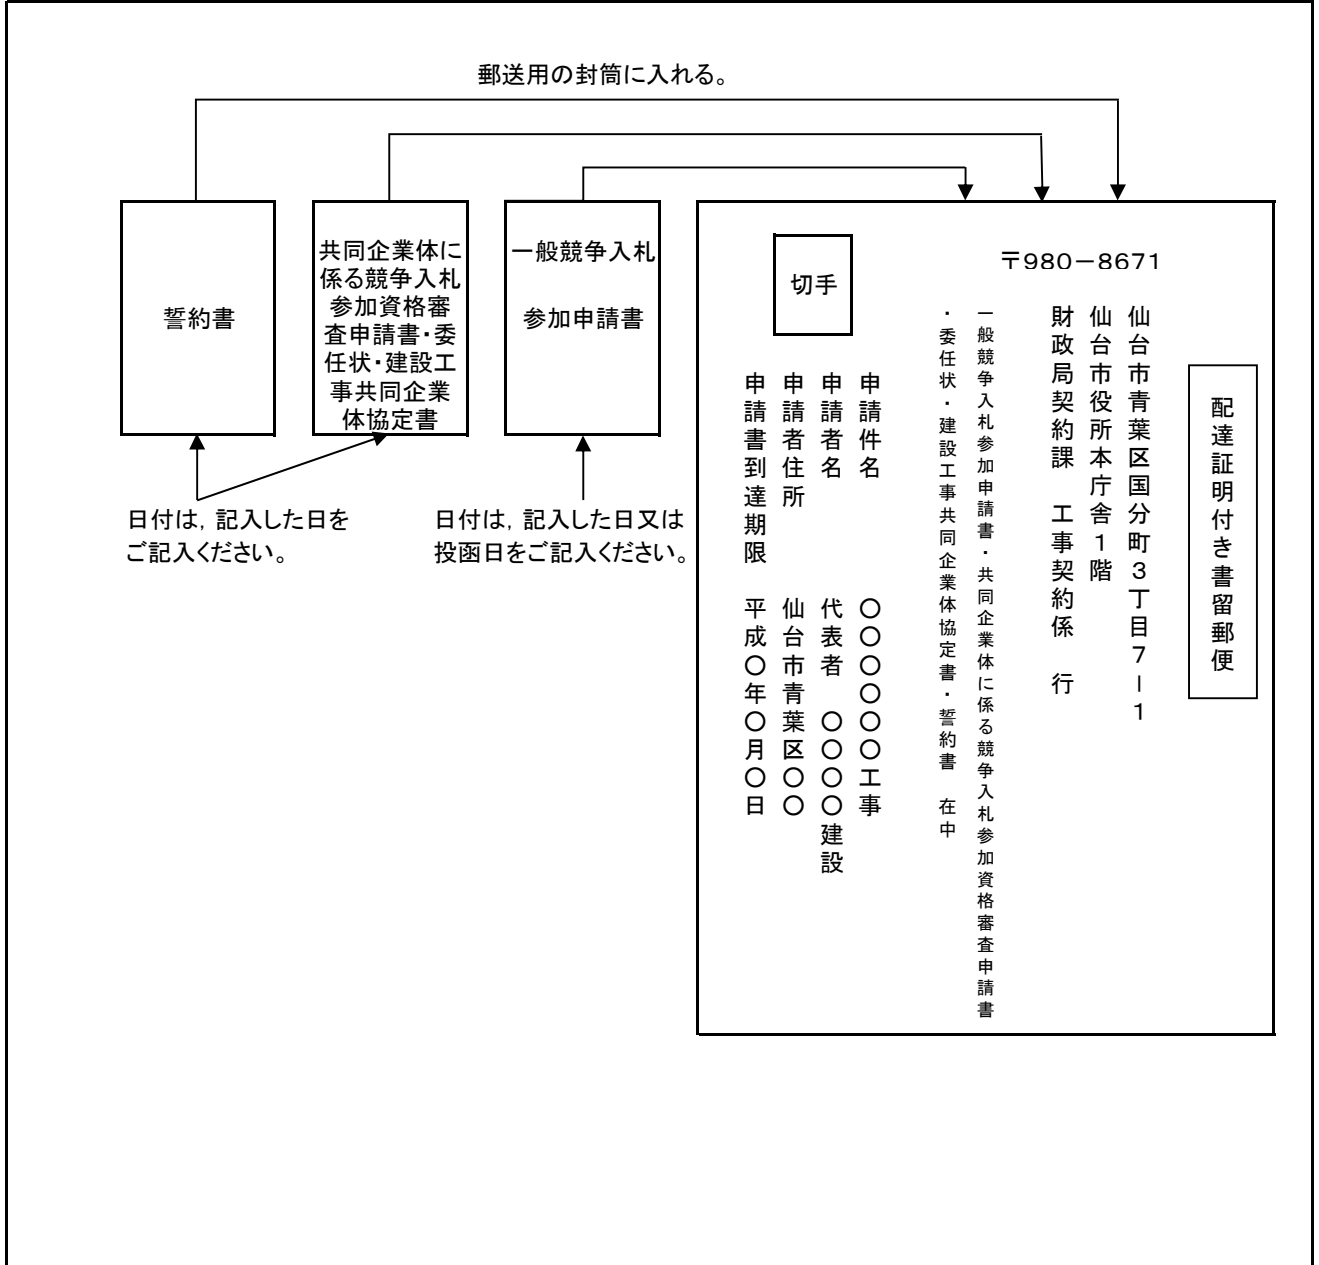 郵送用の封筒に入れる。
誓約書
共同企業体に
係る競争入札
参加資格審
査申請書・委
任状・建設工
事共同企業
体協定書
一般競争入札
参加申請書
日付は，記入した日を
ご記入ください。
日付は，記入した日又は
投函日をご記入ください。
切手
〒980－8671
配達証明付き書留郵便
仙台市青葉区国分町３丁目７－１
仙台市役所本庁舎１階
財政局契約課　工事契約係　行
一般競争入札参加申請書・共同企業体に係る競争入札参加資格審査申請書
・委任状・建設工事共同企業体協定書・誓約書　在中
申請件名　〇〇〇〇〇〇工事
申請者名　代表者　〇〇〇〇建設
申請者住所　仙台市青葉区〇〇
申請書到達期限　平成〇年〇月〇日